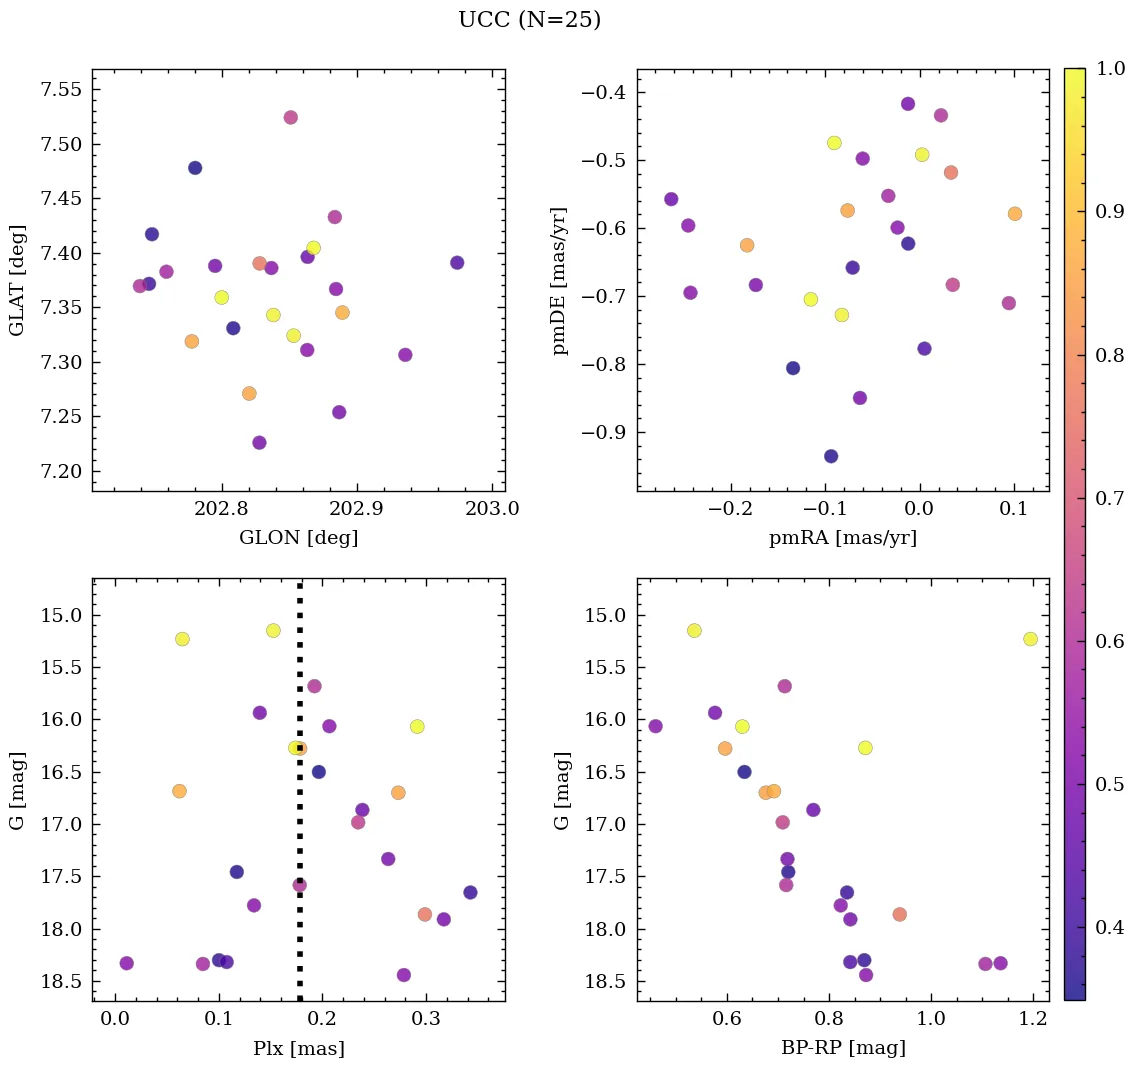 UCC (N=25)
7.55
7.50
7.45
7.40
7.35
7.30
7.25
7.20
GLAT [deg]
202.8 202.9 203.0
GLON [deg]
−0.4
−0.5
−0.6
−0.7
−0.8
−0.9
pmDE [mas/yr]
−0.2 −0.1 0.0 0.1
pmRA [mas/yr]
15.0
15.5
16.0
16.5
17.0
17.5
18.0
18.5
G [mag]
0.0 0.1 0.2 0.3
Plx [mas]
15.0
15.5
16.0
16.5
17.0
17.5
18.0
18.5
G [mag]
0.6 0.8 1.0 1.2
BP-RP [mag]
1.0
0.9
0.8
0.7
0.6
0.5
0.4